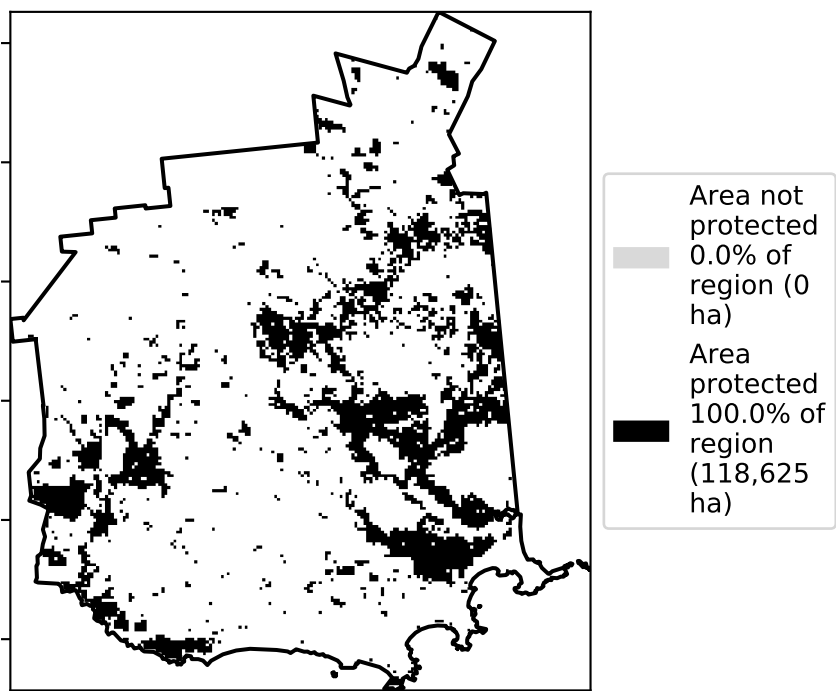 Area not
protected
0.0% of
region (0
ha)
Area
protected
100.0% of
region
(118,625
ha)